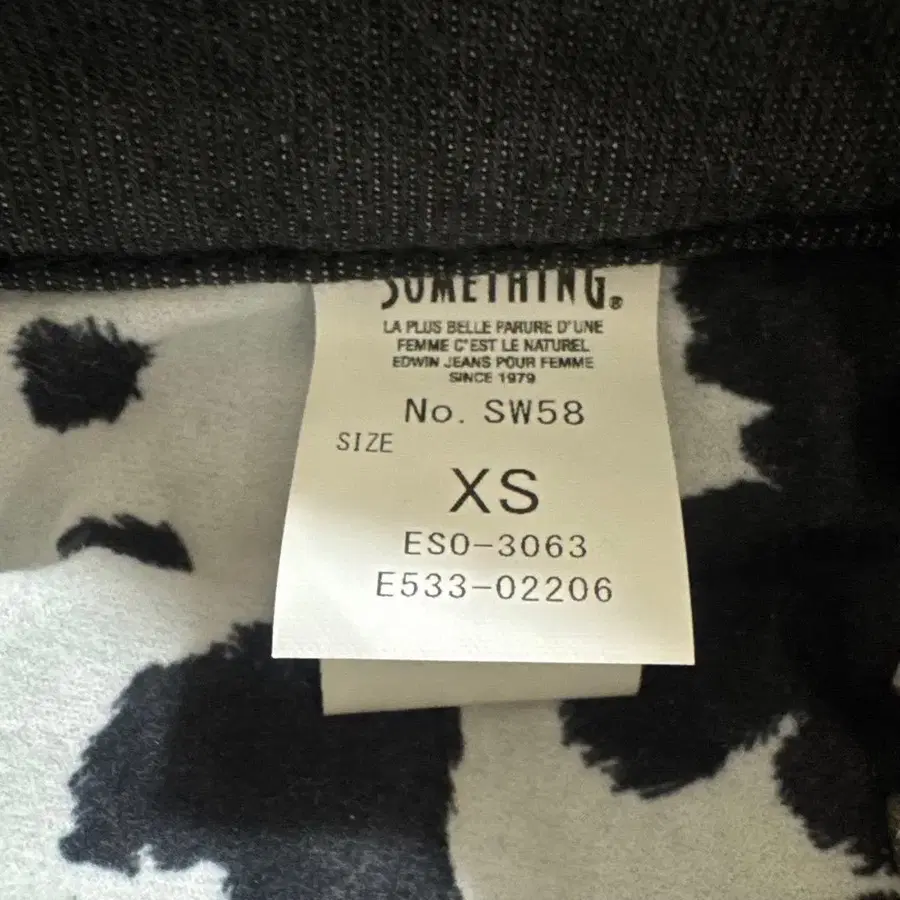 SOMETHING®
LA PLUS BELLE PARURE D'UNE
FEMME C'EST LE NATUREL
EDWIN JEANS POUR FEMME
SINCE 1979
No. SW58
SIZE
XS
ESO-3063
E533-02206